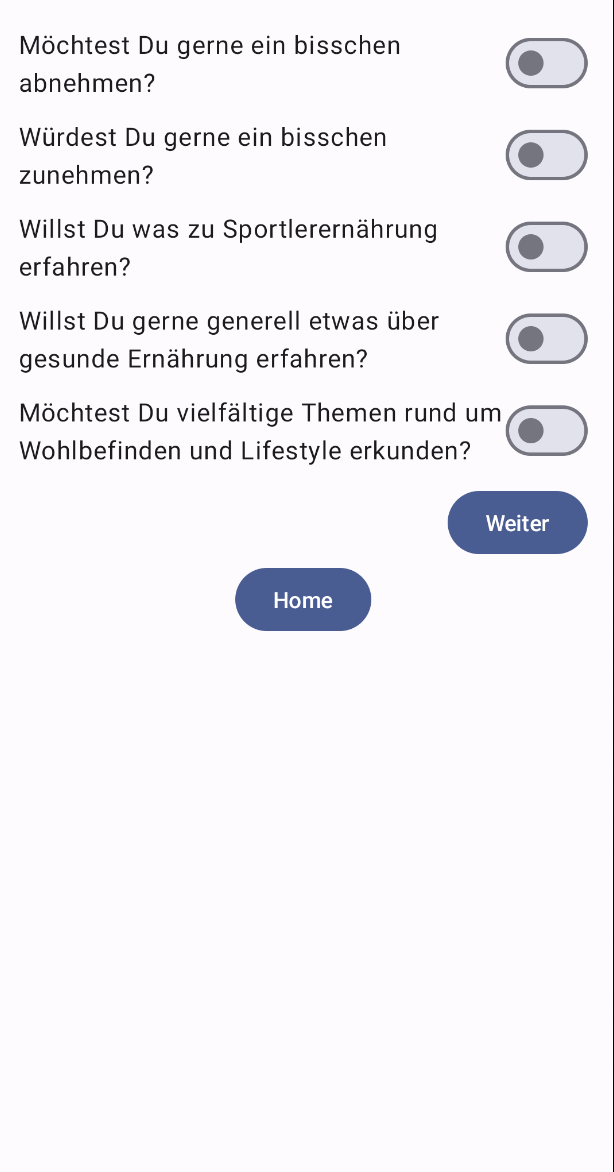 Möchtest Du gerne ein bisschen
abnehmen?
Würdest Du gerne ein bisschen
zunehmen?
Willst Du was zu Sportlerernährung
erfahren?
Willst Du gerne generell etwas über
gesunde Ernährung erfahren?
Möchtest Du vielfältige Themen rund um
Wohlbefinden und Lifestyle erkunden?
Weiter
Home